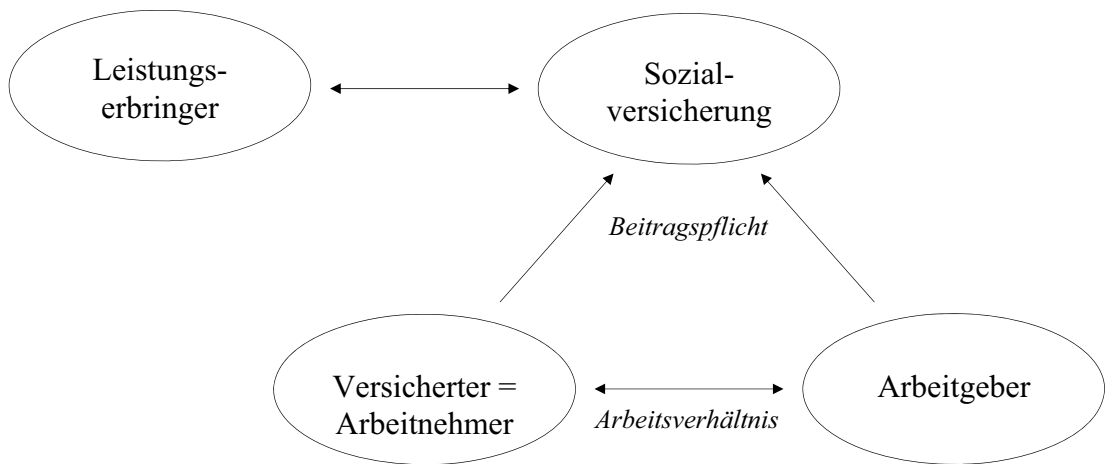 Leistungs-
erbringer
Sozial-
versicherung
Beitragspflicht
Versicherter =
Arbeitnehmer
Arbeitsverhältnis
Arbeitgeber